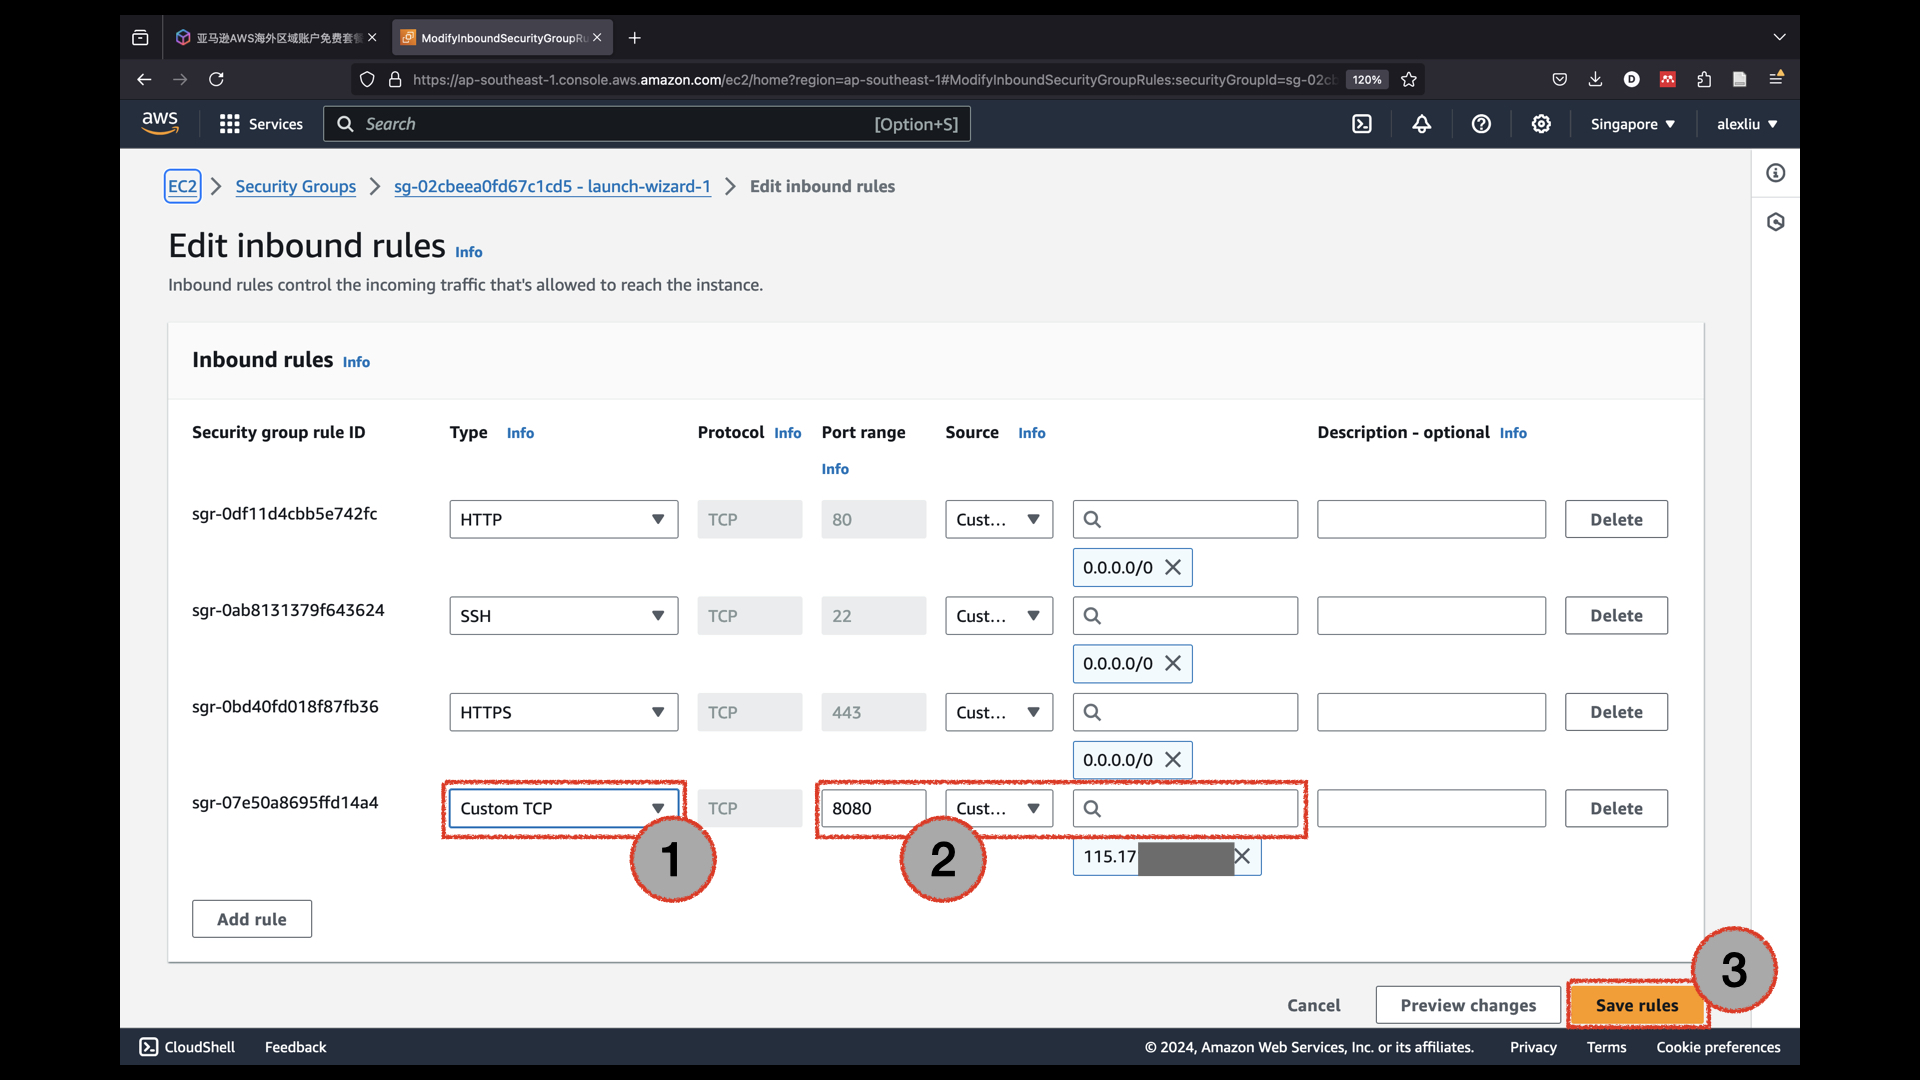 亚马逊AWS海外区域账户免费套餐
ModifyInboundSecurityGroupRu
https://ap-southeast-1.console.aws.amazon.com/ec2/home?region=ap-southeast-1#ModifyInboundSecurityGroupRules:securityGroupId=sg-02cb
120%
D
aws
Services
Search
[Option+S]
Singapore
alexliu
EC2
Security Groups
sg-02cbeea0fd67c1cd5 - launch-wizard-1
Edit inbound rules
Edit inbound rules Info
Inbound rules control the incoming traffic that's allowed to reach the instance.
Inbound rules Info
Security group rule ID
Type Info
Protocol Info
Port range
Info
Source Info
Description - optional Info
sgr-0df11d4cbb5e742fc
HTTP
TCP
80
Cust...
Delete
0.0.0.0/0
sgr-0ab8131379f643624
SSH
TCP
22
Cust...
Delete
0.0.0.0/0
sgr-0bd40fd018f87fb36
HTTPS
TCP
443
Cust...
Delete
0.0.0.0/0
sgr-07e50a8695ffd14a4
Custom TCP
TCP
8080
Cust...
Delete
115.17
1
2
Add rule
3
Cancel
Preview changes
Save rules
CloudShell
Feedback
© 2024, Amazon Web Services, Inc. or its affiliates.
Privacy
Terms
Cookie preferences